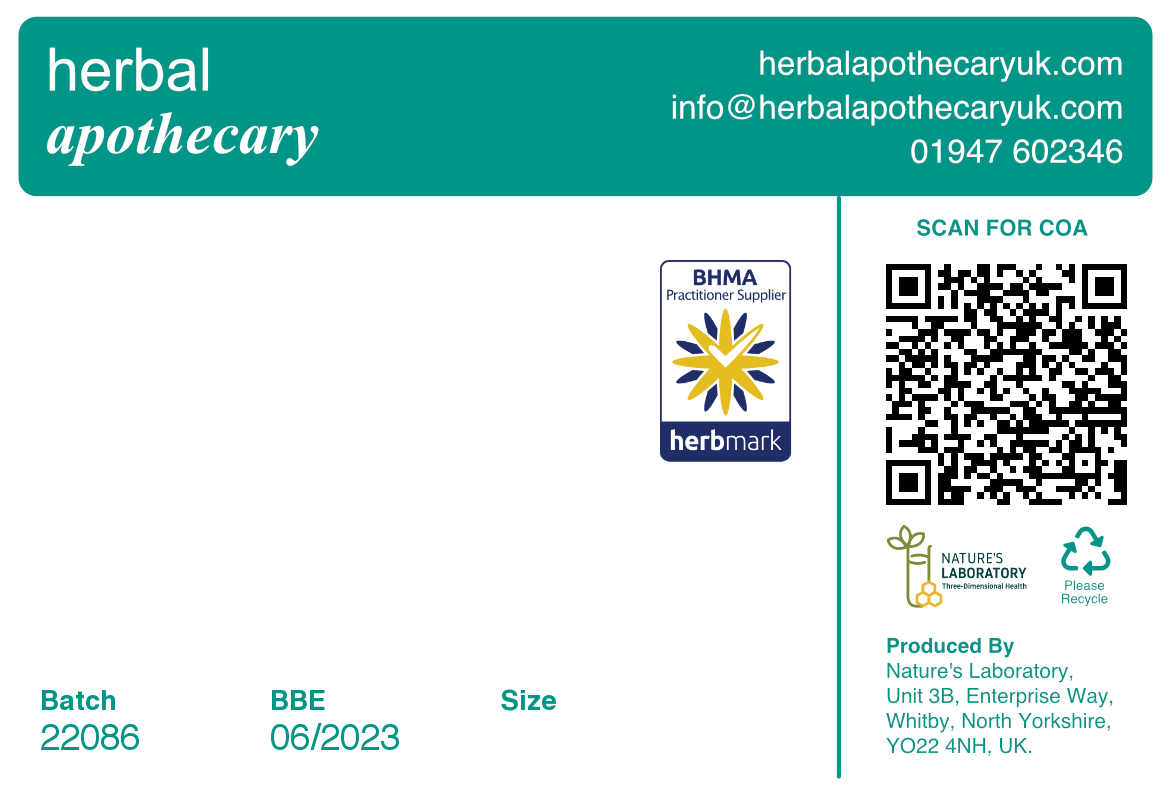 herbal
apothecary
herbalapothecaryuk.com
info@herbalapothecaryuk.com
01947 602346
BHMA
Practitioner Supplier
herbmark
Batch
22086
BBE
06/2023
Size
SCAN FOR COA
NATURE'S
LABORATORY
Three-Dimensional Health
Please
Recycle
Produced By
Nature's Laboratory,
Unit 3B, Enterprise Way,
Whitby, North Yorkshire,
YO22 4NH, UK.